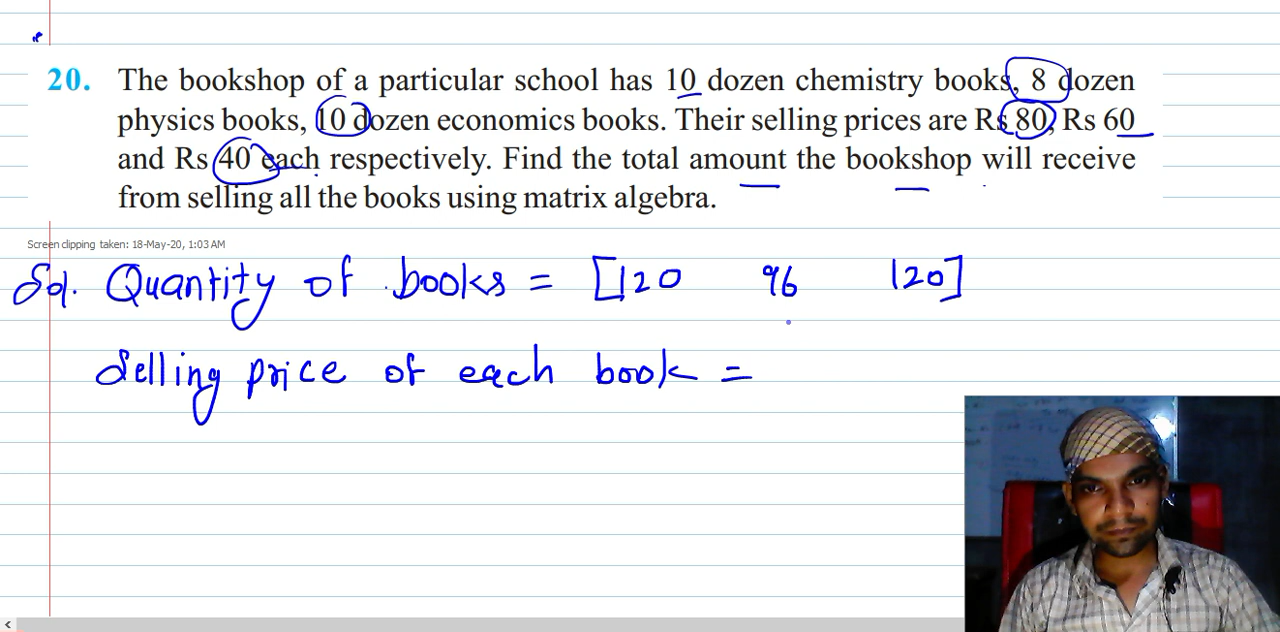 20. The bookshop of a particular school has 10 dozen chemistry books, 8 dozen
physics books, 10 dozen economics books. Their selling prices are Rs 80, Rs 60
and Rs 40 each respectively. Find the total amount the bookshop will receive
from selling all the books using matrix algebra.
Screen clipping taken: 18-May-20, 1:03 AM
Sol. Quantity of books = [120 96 120]
Selling price of each book =